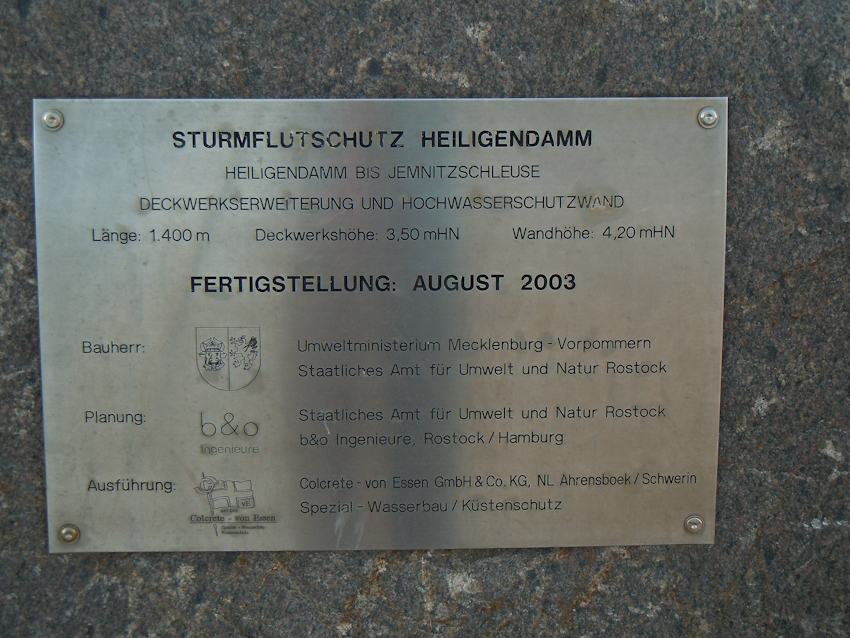 STURMFLUTSCHUTZ HEILIGENDAMM
HEILIGENDAMM BIS JEMNITZSCHLEUSE
DECKWERKSERWEITERUNG UND HOCHWASSERSCHUTZWAND
Länge: 1.400 m Deckwerkshöhe: 3,50 mHN Wandhöhe: 4,20 mHN
FERTIGSTELLUNG: AUGUST 2003
Bauherr: Umweltministerium Mecklenburg - Vorpommern
Staatliches Amt für Umwelt und Natur Rostock
Planung: b&o Ingenieure
Staatliches Amt für Umwelt und Natur Rostock
b&o Ingenieure, Rostock / Hamburg
Ausführung: Colcrete - von Essen
Colcrete - von Essen GmbH & Co. KG, NL Ahrensboek / Schwerin
Spezial - Wasserbau / Küstenschutz